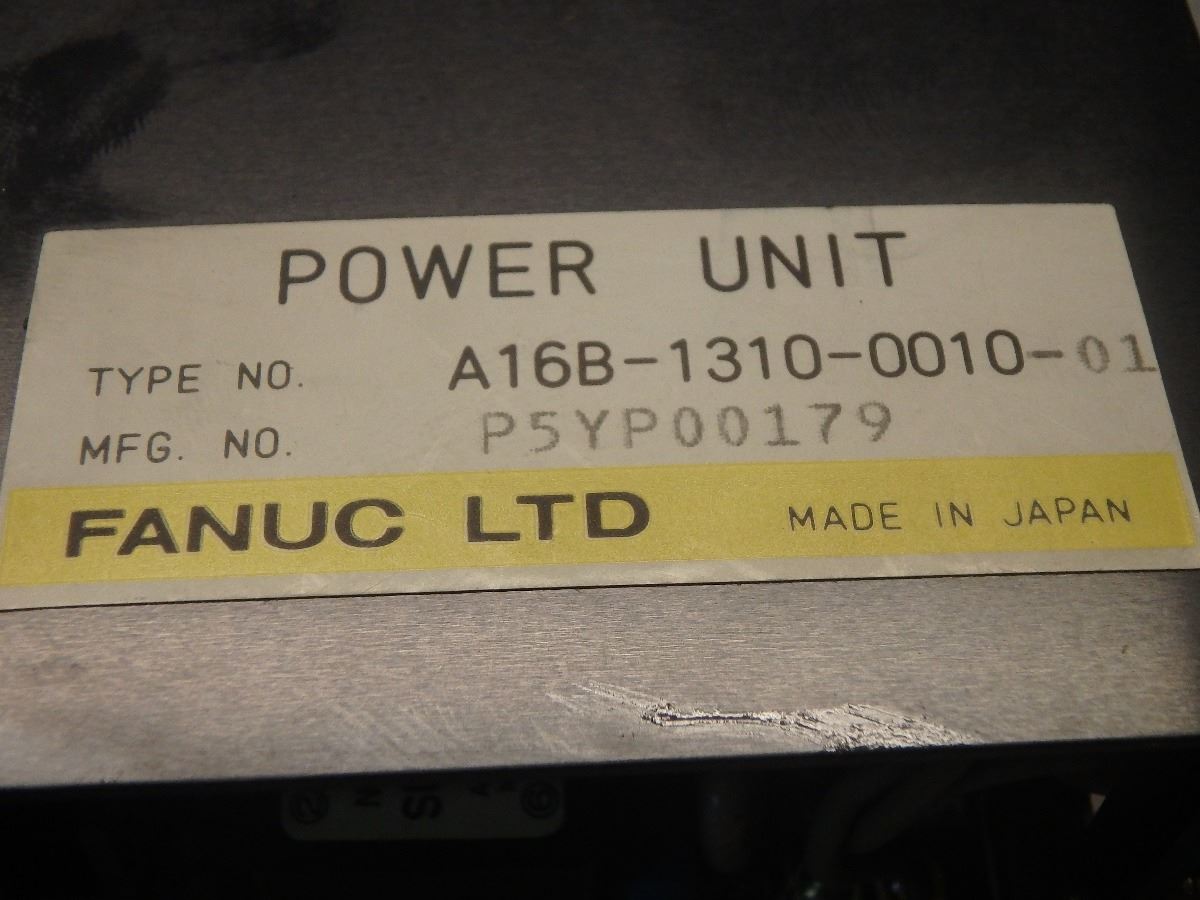 POWER UNIT
TYPE NO. A16B-1310-0010-01
MFG. NO. P5YP00179
FANUC LTD MADE IN JAPAN